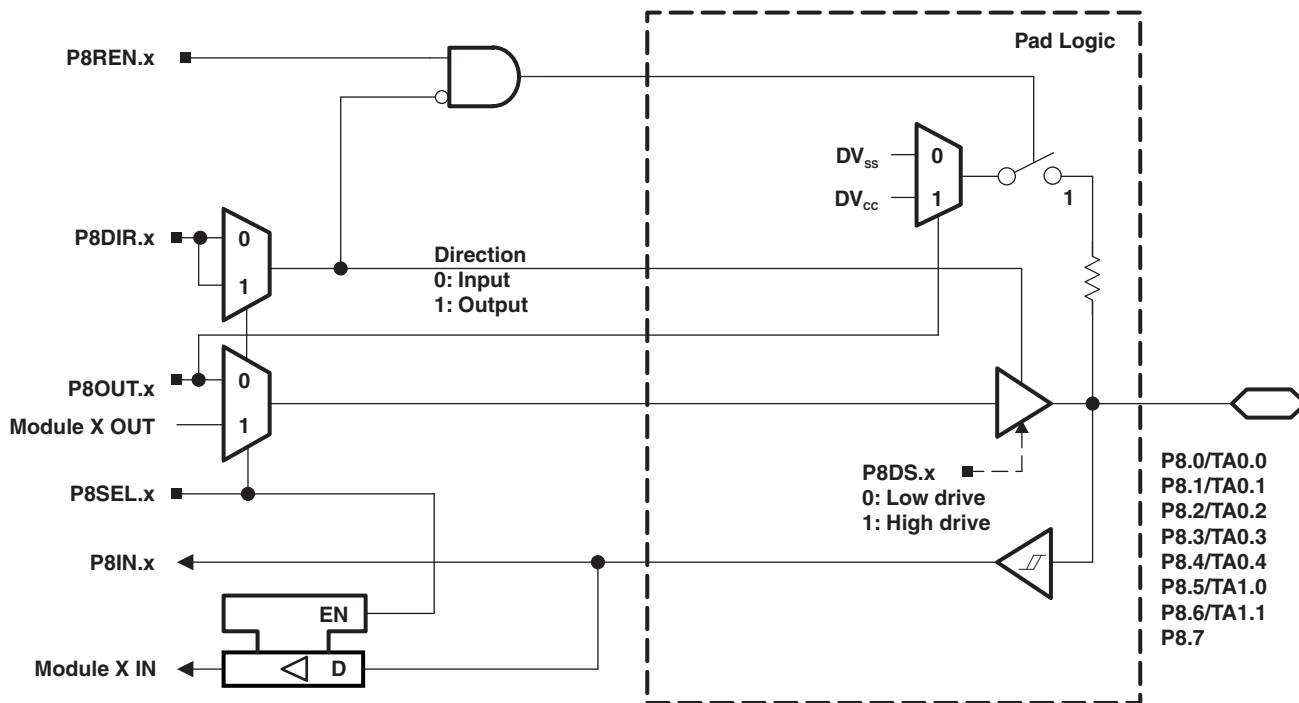 Pad Logic
P8REN.x
DVss
0
DVcc
1
1
P8DIR.x
0
1
Direction
0: Input
1: Output
P8OUT.x
0
Module X OUT
1
P8SEL.x
P8DS.x
0: Low drive
1: High drive
P8.0/TA0.0
P8.1/TA0.1
P8.2/TA0.2
P8.3/TA0.3
P8.4/TA0.4
P8.5/TA1.0
P8.6/TA1.1
P8.7
P8IN.x
EN
Module X IN
D